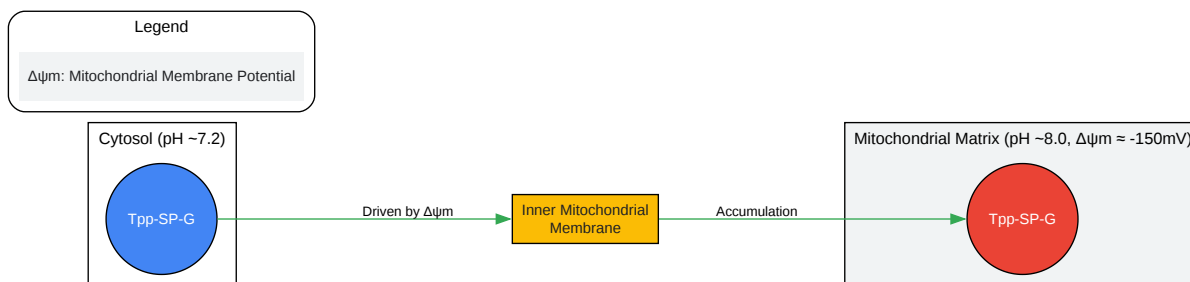 Legend
Δψm: Mitochondrial Membrane Potential
Cytosol (pH ~7.2)
Tpp-SP-G
Driven by Δψm
Inner Mitochondrial
Membrane
Accumulation
Mitochondrial Matrix (pH ~8.0, Δψm ≈ -150mV)
Tpp-SP-G